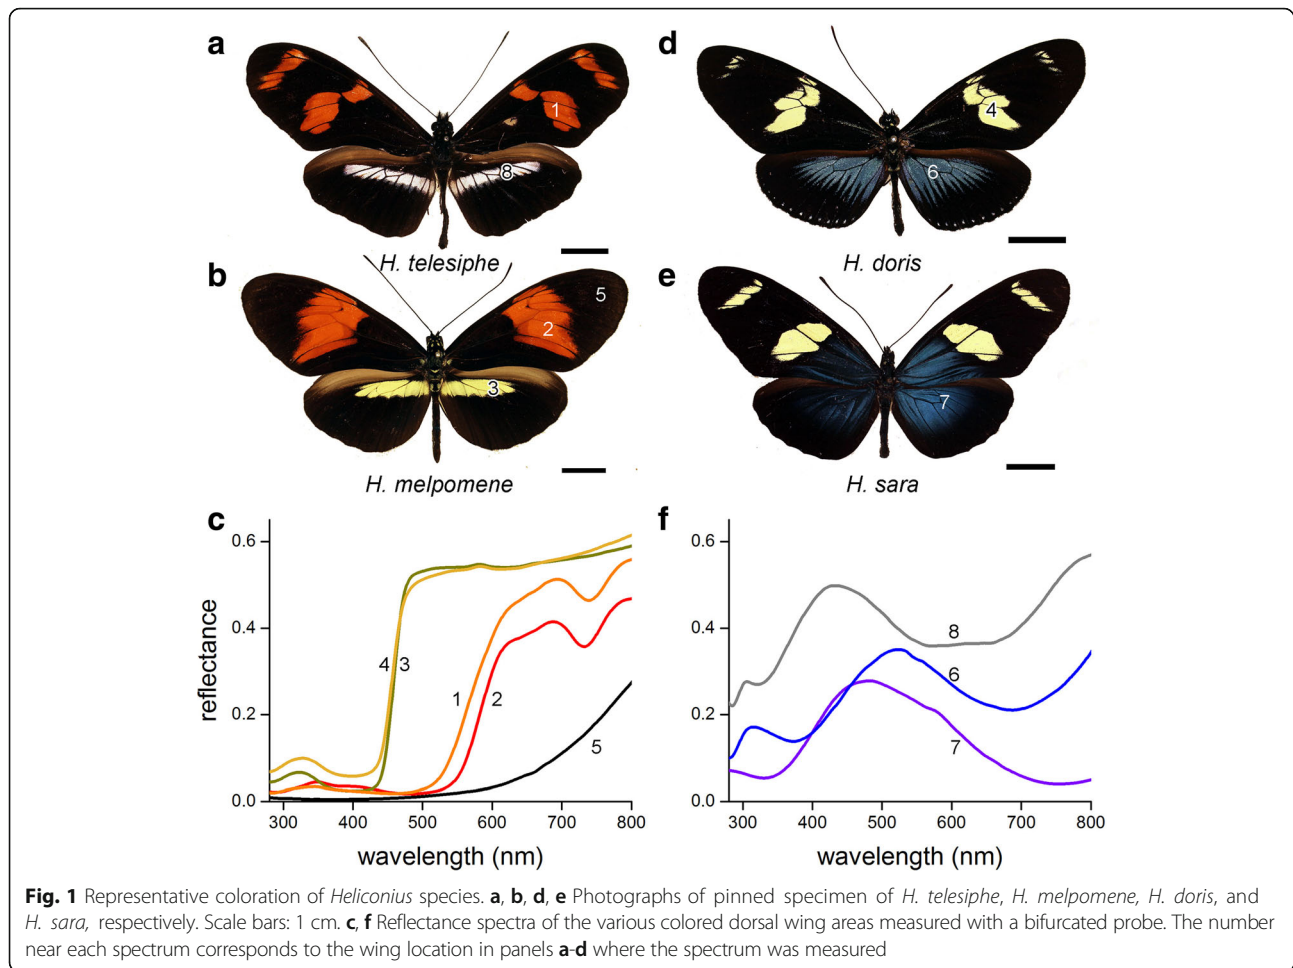 a
1
8
H. telesiphe
d
4
6
H. doris
b
5
2
3
H. melpomene
e
7
H. sara
c
0.6
0.4
0.2
0.0
reflectance
4 3
1 2
5
300 400 500 600 700 800
wavelength (nm)
f
0.6
0.4
0.2
0.0
8
6
7
300 400 500 600 700 800
wavelength (nm)
Fig. 1 Representative coloration of Heliconius species. a, b, d, e Photographs of pinned specimen of H. telesiphe, H. melpomene, H. doris, and
H. sara, respectively. Scale bars: 1 cm. c, f Reflectance spectra of the various colored dorsal wing areas measured with a bifurcated probe. The number
near each spectrum corresponds to the wing location in panels a-d where the spectrum was measured